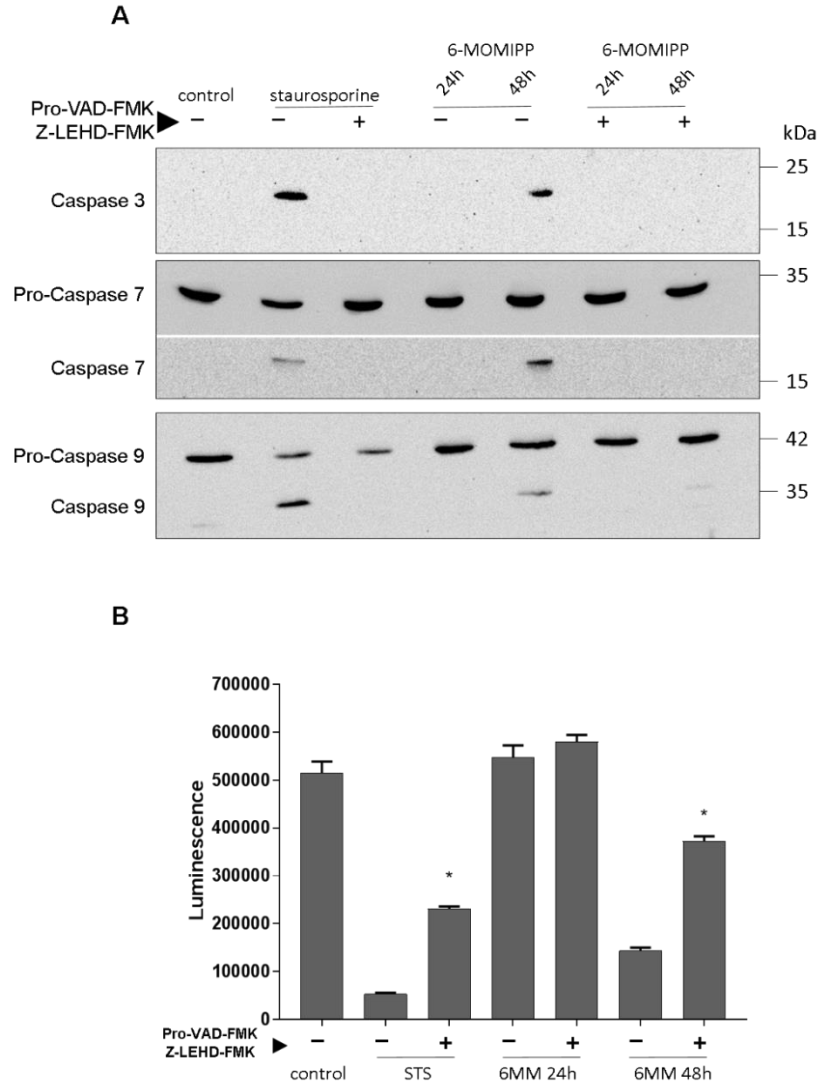 A
6-MOMIPP 6-MOMIPP
control staurosporine 24h 48h 24h 48h
Pro-VAD-FMK
Z-LEHD-FMK − − + − − + +
kDa
25
Caspase 3
15
35
Pro-Caspase 7
Caspase 7
15
Pro-Caspase 9 42
Caspase 9 35
B
700000
600000
500000
400000
300000
200000
100000
0
Luminescence
* *
Pro-VAD-FMK
Z-LEHD-FMK − − + − + − +
control STS 6MM 24h 6MM 48h